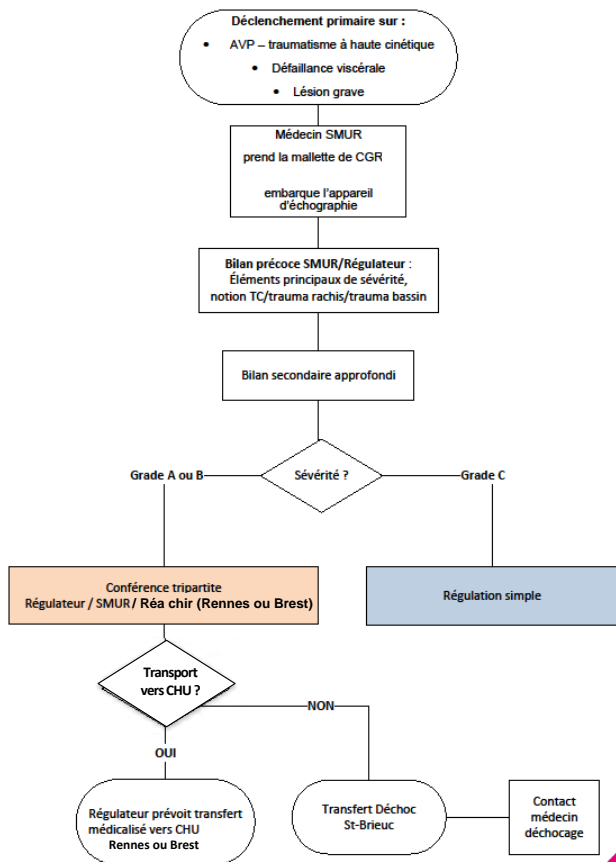 Déclenchement primaire sur :
• AVP – traumatisme à haute cinétique
• Défaillance viscérale
• Lésion grave
Médecin SMUR
prend la mallette de CGR
embarque l'appareil
d'échographie
Bilan précoce SMUR/Régulateur :
Éléments principaux de sévérité,
notion TC/trauma rachis/trauma bassin
Bilan secondaire approfondi
Grade A ou B
Sévérité ?
Grade C
Conférence tripartite
Régulateur / SMUR/ Réa chir (Rennes ou Brest)
Régulation simple
Transport
vers CHU ?
NON
OUI
Régulateur prévoit transfert
médicalisé vers CHU
Rennes ou Brest
Transfert Déchoc
St-Brieuc
Contact
médecin
déchocage